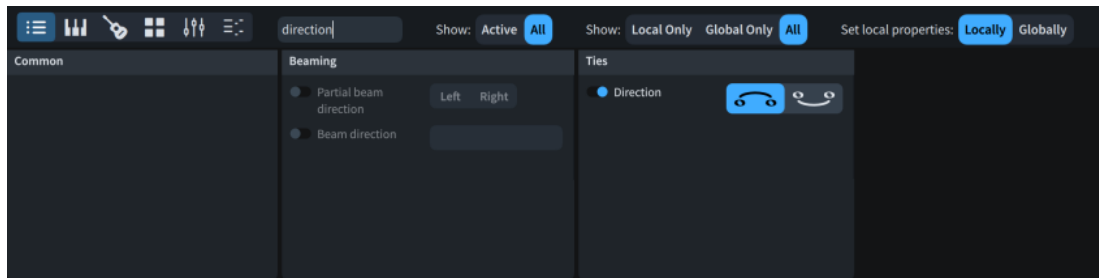 direction
Show: Active All
Show: Local Only Global Only All
Set local properties: Locally Globally
Common
Beaming
Partial beam
direction
Left Right
Beam direction
Ties
Direction